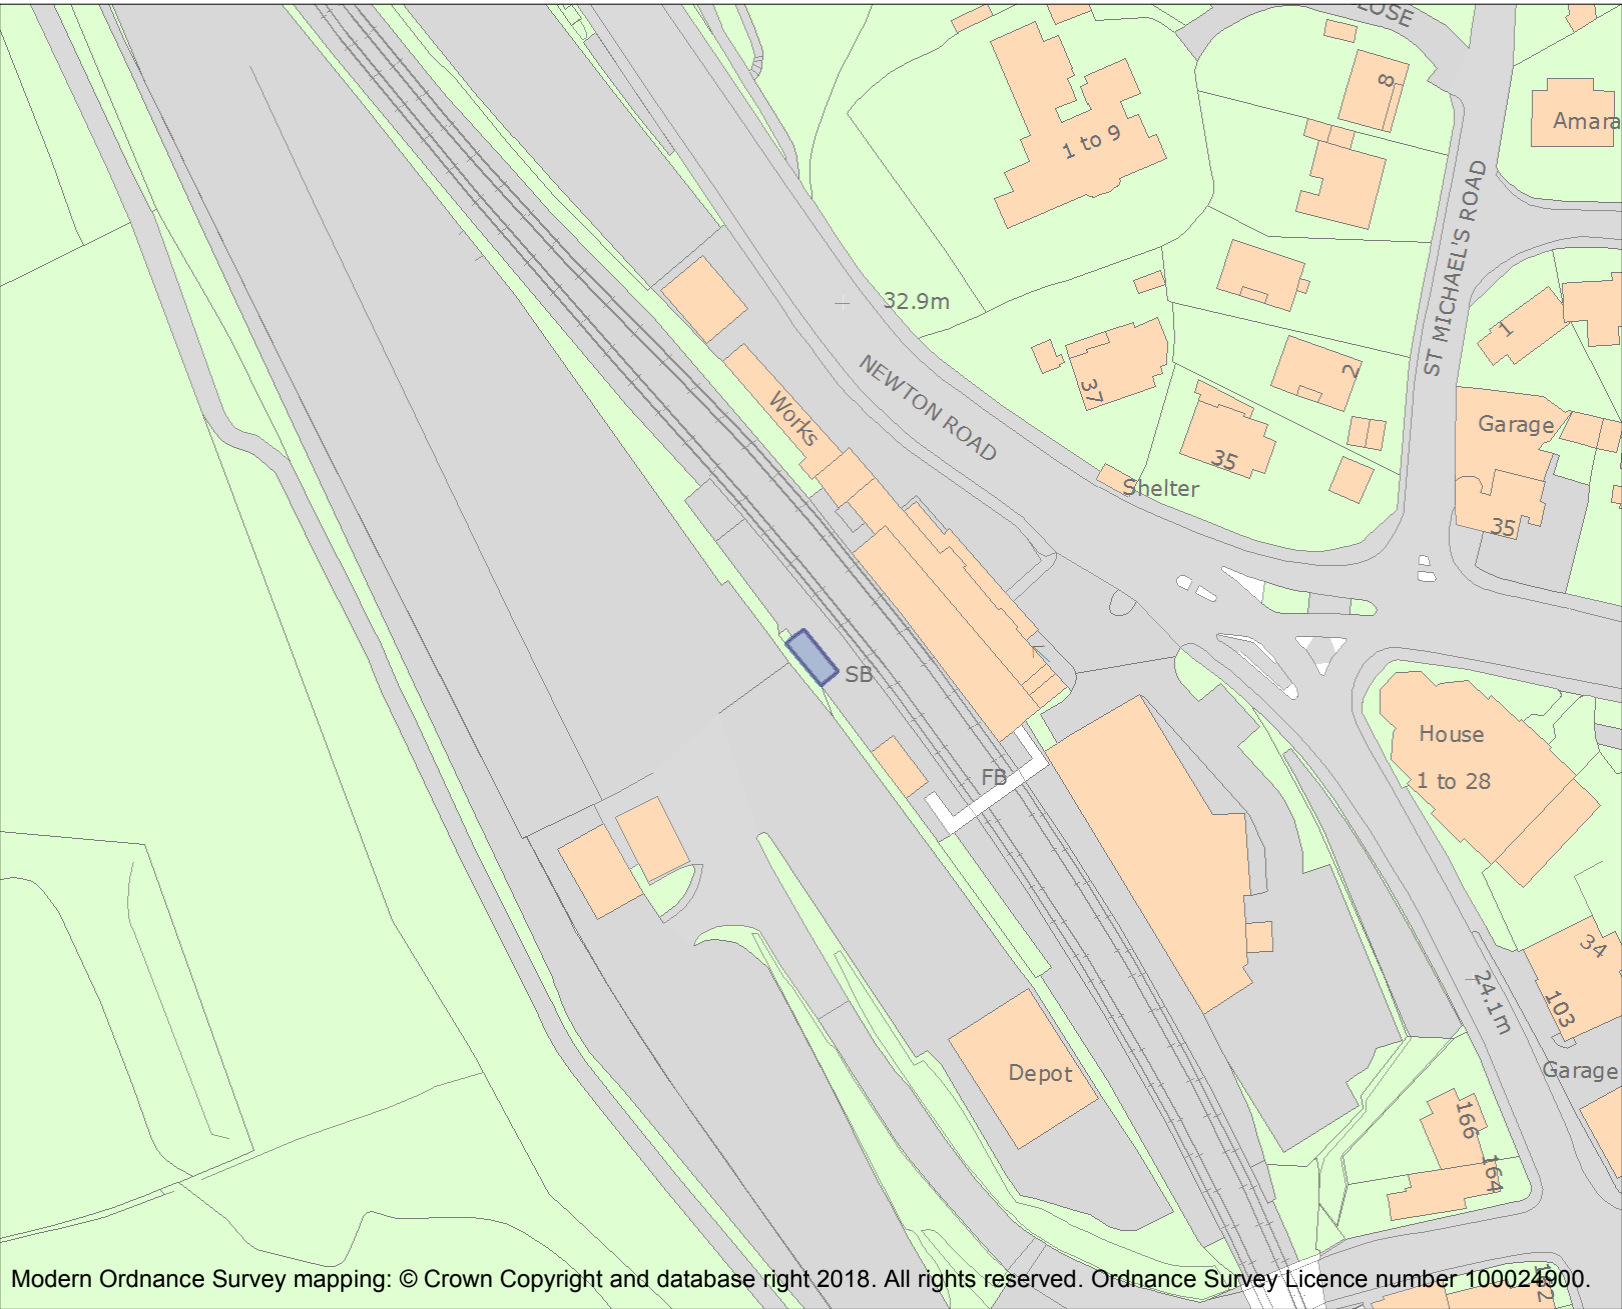 LOSE
8
Amara
1 to 9
ST MICHAEL'S ROAD
32.9m
1
NEWTON ROAD
37
2
Works
Garage
35
Shelter
35
SB
House
FB
1 to 28
34
24.1m
103
Depot
Garage
166
164
162
Modern Ordnance Survey mapping: © Crown Copyright and database right 2018. All rights reserved. Ordnance Survey Licence number 100024900.